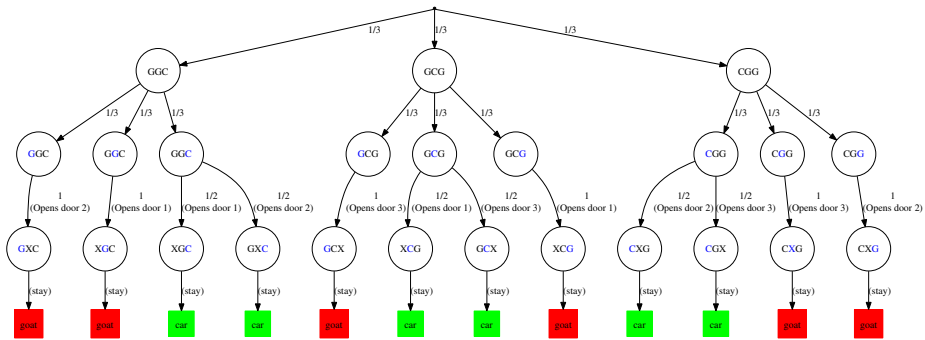 1/3 1/3 1/3
GGC GCG CGG
1/3 1/3 1/3 1/3 1/3 1/3 1/3 1/3 1/3
GGC GGC GGC GCG GCG GCG CGG CGG CGG
1 1 1/2 1/2 1 1/2 1/2 1 1/2 1/2 1 1
(Opens door 2) (Opens door 1) (Opens door 1) (Opens door 2) (Opens door 3) (Opens door 1) (Opens door 3) (Opens door 1) (Opens door 2) (Opens door 3) (Opens door 3) (Opens door 2)
GXC XGC XGC GXC GCX XCG GCX XCG CXG CGX CXG CXG
(stay) (stay) (stay) (stay) (stay) (stay) (stay) (stay) (stay) (stay) (stay) (stay)
goat goat car car goat car car goat car car goat goat